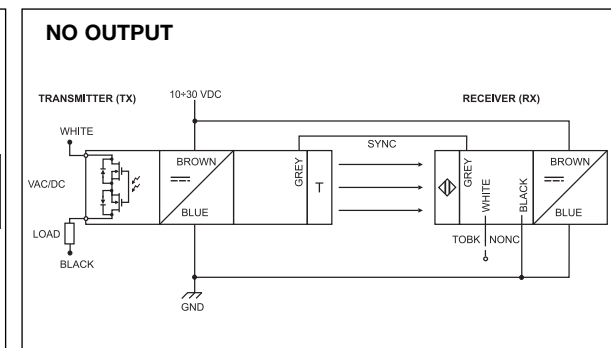 NO OUTPUT
TRANSMITTER (TX)
10÷30 VDC
RECEIVER (RX)
WHITE
SYNC
VAC/DC
BROWN
BLUE
GREY
T
GREY
WHITE
BLACK
BROWN
BLUE
LOAD
BLACK
TOBK NONC
GND